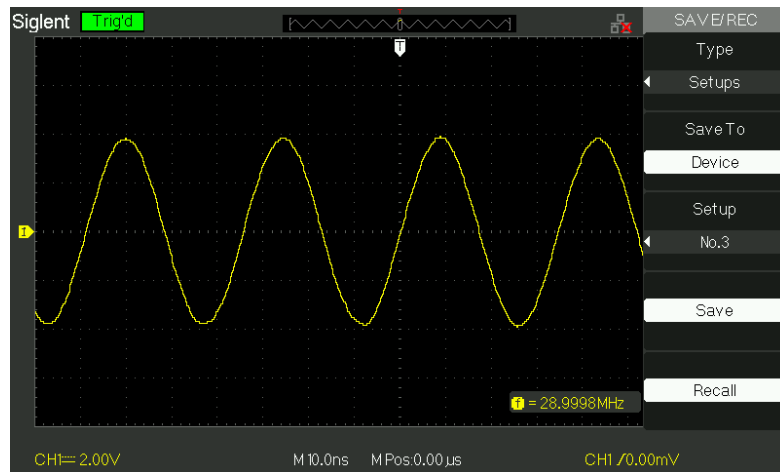 Siglent Trig'd
T
SAVE/REC
Type
Setups
Save To
Device
Setup
No.3
Save
Recall
1
f = 28.9998MHz
CH1 2.00V M 10.0ns M Pos:0.00μs CH1 / 0.00mV